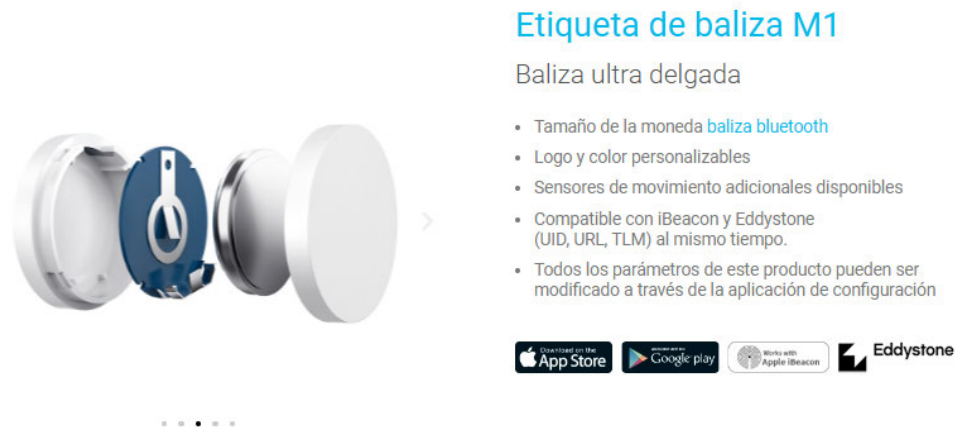 Etiqueta de baliza M1
Baliza ultra delgada
Tamaño de la moneda baliza bluetooth
Logo y color personalizables
Sensores de movimiento adicionales disponibles
Compatible con iBeacon y Eddystone
(UID, URL, TLM) al mismo tiempo.
Todos los parámetros de este producto pueden ser
modificado a través de la aplicación de configuración
Download on the
App Store
Google play
Works with
Apple iBeacon
Eddystone